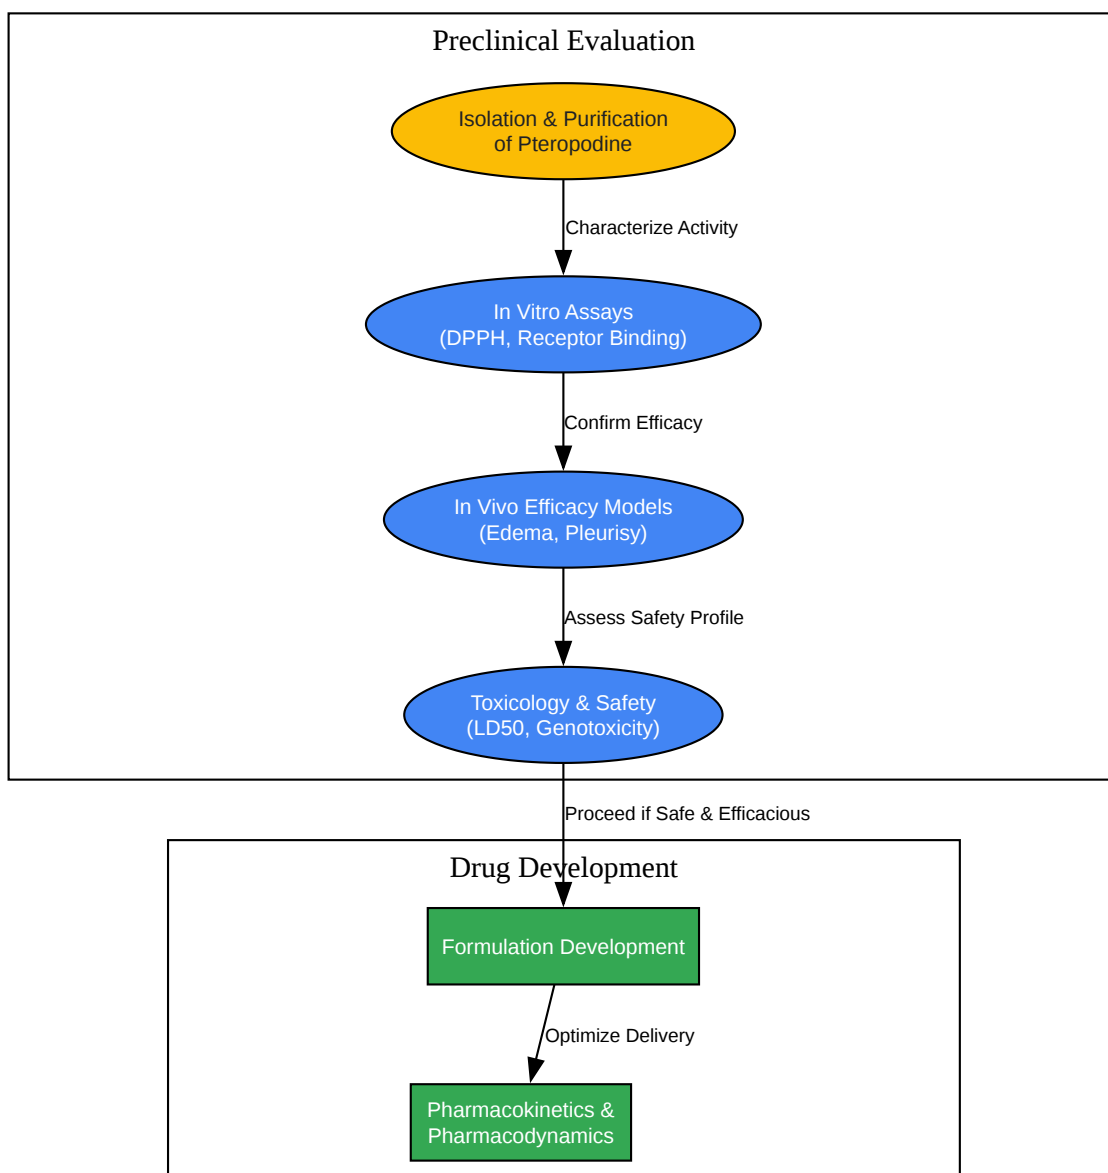 Preclinical Evaluation
Isolation & Purification
of Pteropodine
Characterize Activity
In Vitro Assays
(DPPH, Receptor Binding)
Confirm Efficacy
In Vivo Efficacy Models
(Edema, Pleurisy)
Assess Safety Profile
Toxicology & Safety
(LD50, Genotoxicity)
Proceed if Safe & Efficacious
Drug Development
Formulation Development
Optimize Delivery
Pharmacokinetics &
Pharmacodynamics